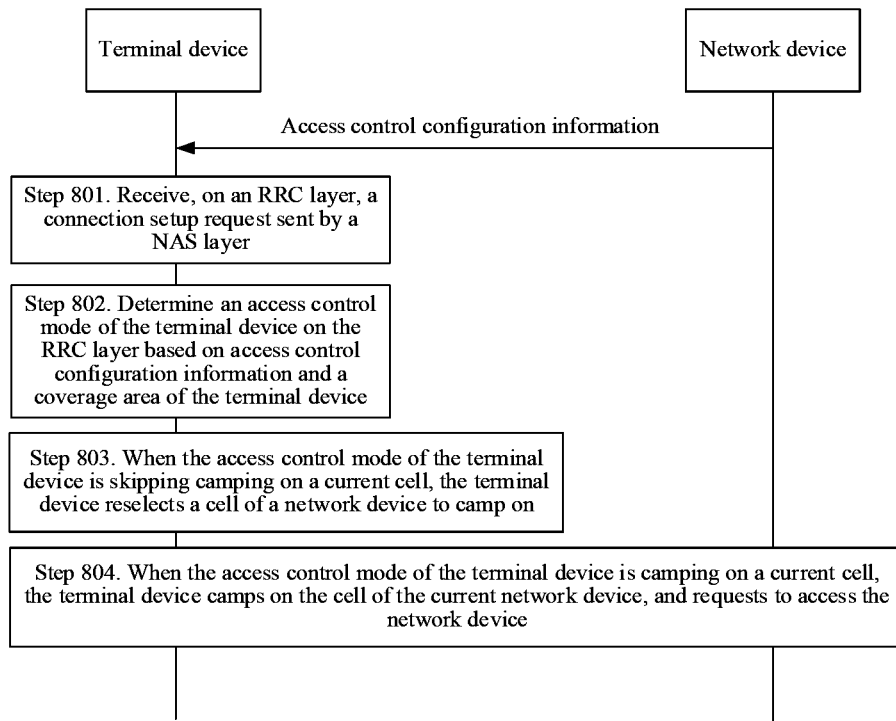 Terminal device
Network device
Access control configuration information
Step 801. Receive, on an RRC layer, a
connection setup request sent by a
NAS layer
Step 802. Determine an access control
mode of the terminal device on the
RRC layer based on access control
configuration information and a
coverage area of the terminal device
Step 803. When the access control mode of the terminal
device is skipping camping on a current cell, the terminal
device reselects a cell of a network device to camp on
Step 804. When the access control mode of the terminal device is camping on a current cell,
the terminal device camps on the cell of the current network device, and requests to access the
network device